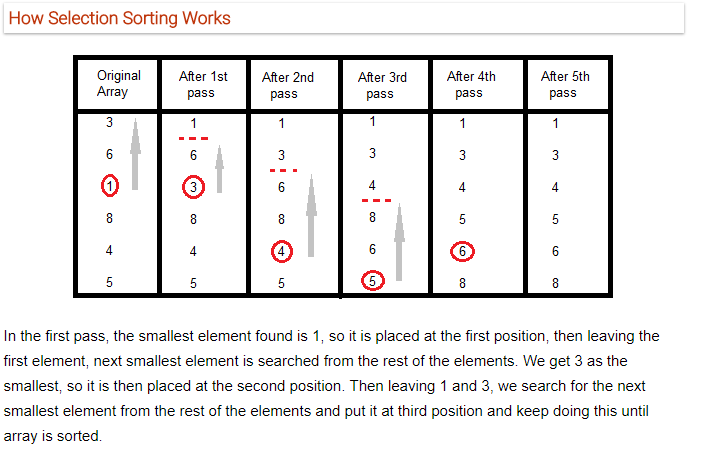 How Selection Sorting Works
Original Array After 1st pass After 2nd pass After 3rd pass After 4th pass After 5th pass
3 1 1 1 1 1
6 6 3 3 3 3
1 3 6 4 4 4
8 8 8 8 5 5
4 4 4 6 6 6
5 5 5 5 8 8
In the first pass, the smallest element found is 1, so it is placed at the first position, then leaving the
first element, next smallest element is searched from the rest of the elements. We get 3 as the
smallest, so it is then placed at the second position. Then leaving 1 and 3, we search for the next
smallest element from the rest of the elements and put it at third position and keep doing this until
array is sorted.